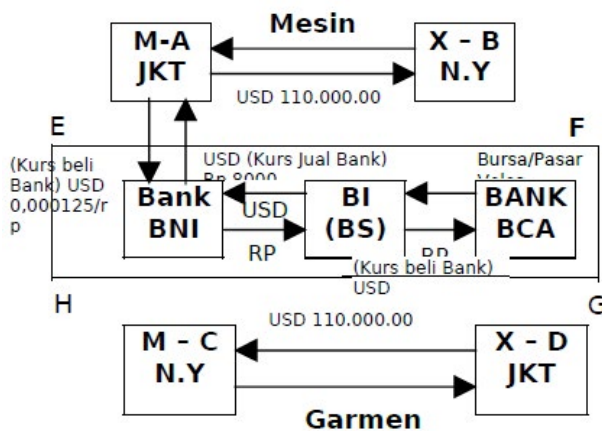 Mesin
M-A
JKT
X – B
N.Y
USD 110.000.00
E
F
(Kurs beli
Bank) USD
0,000125/r
p
USD (Kurs Jual Bank)
Rp 8000
Bursa/Pasar
Bank
BNI
USD
RP
BI
(BS)
BANK
BCA
RP
(Kurs beli Bank)
USD
H
G
USD 110.000.00
M – C
N.Y
X – D
JKT
Garmen